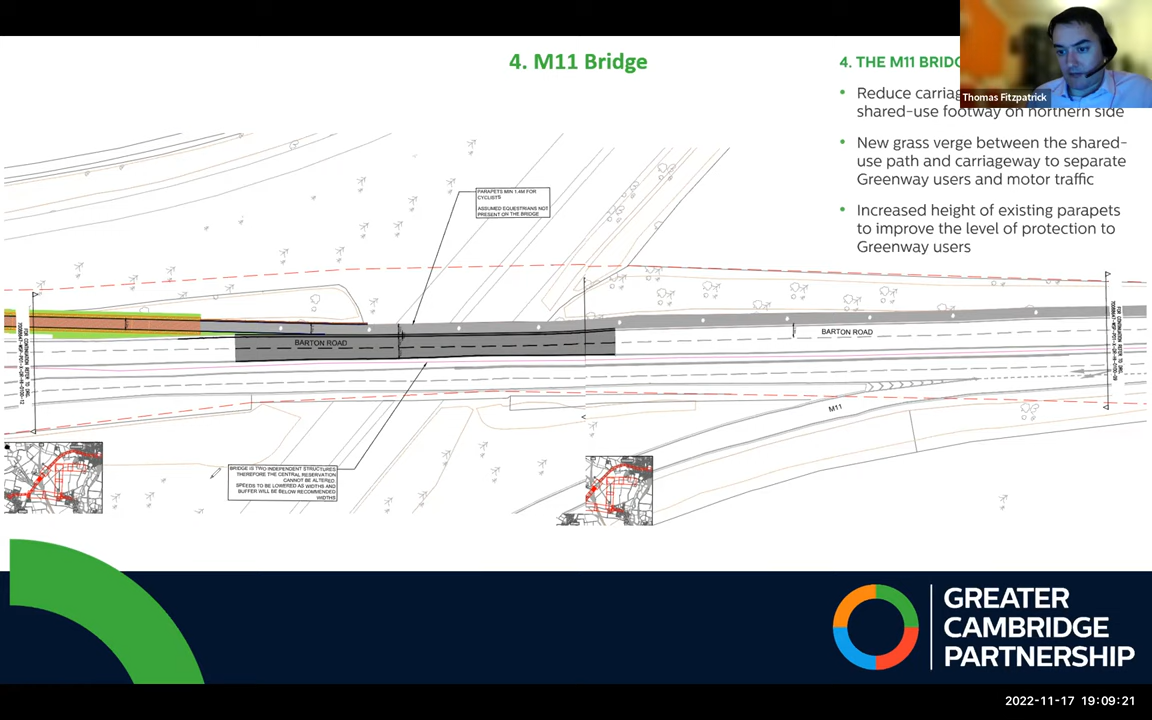 4. M11 Bridge
4. THE M11 BRIDG
Thomas Fitzpatrick
• Reduce carriag
shared-use footway on northern side
• New grass verge between the shared-
use path and carriageway to separate
Greenway users and motor traffic
• Increased height of existing parapets
to improve the level of protection to
Greenway users
PARAPETS MIN 1.4M FOR
CYCLISTS
ASSUMED EQUESTRIANS NOT
PRESENT ON THE BRIDGE
BARTON ROAD
BARTON ROAD
M11
BRIDGE IS TWO INDEPENDENT STRUCTURES
THEREFORE THE CENTRAL RESERVATION
CANNOT BE ALTERED.
SPEEDS TO BE LOWERED AS WIDTHS AND
BUFFER WILL BE BELOW RECOMMENDED
WIDTHS
GREATER
CAMBRIDGE
PARTNERSHIP
2022-11-17 19:09:21